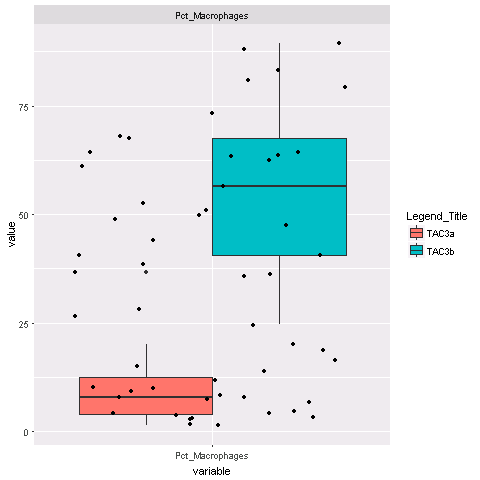 Pct_Macrophages
75
50
25
0
value
Pct_Macrophages
variable
Legend_Title
TAC3a
TAC3b